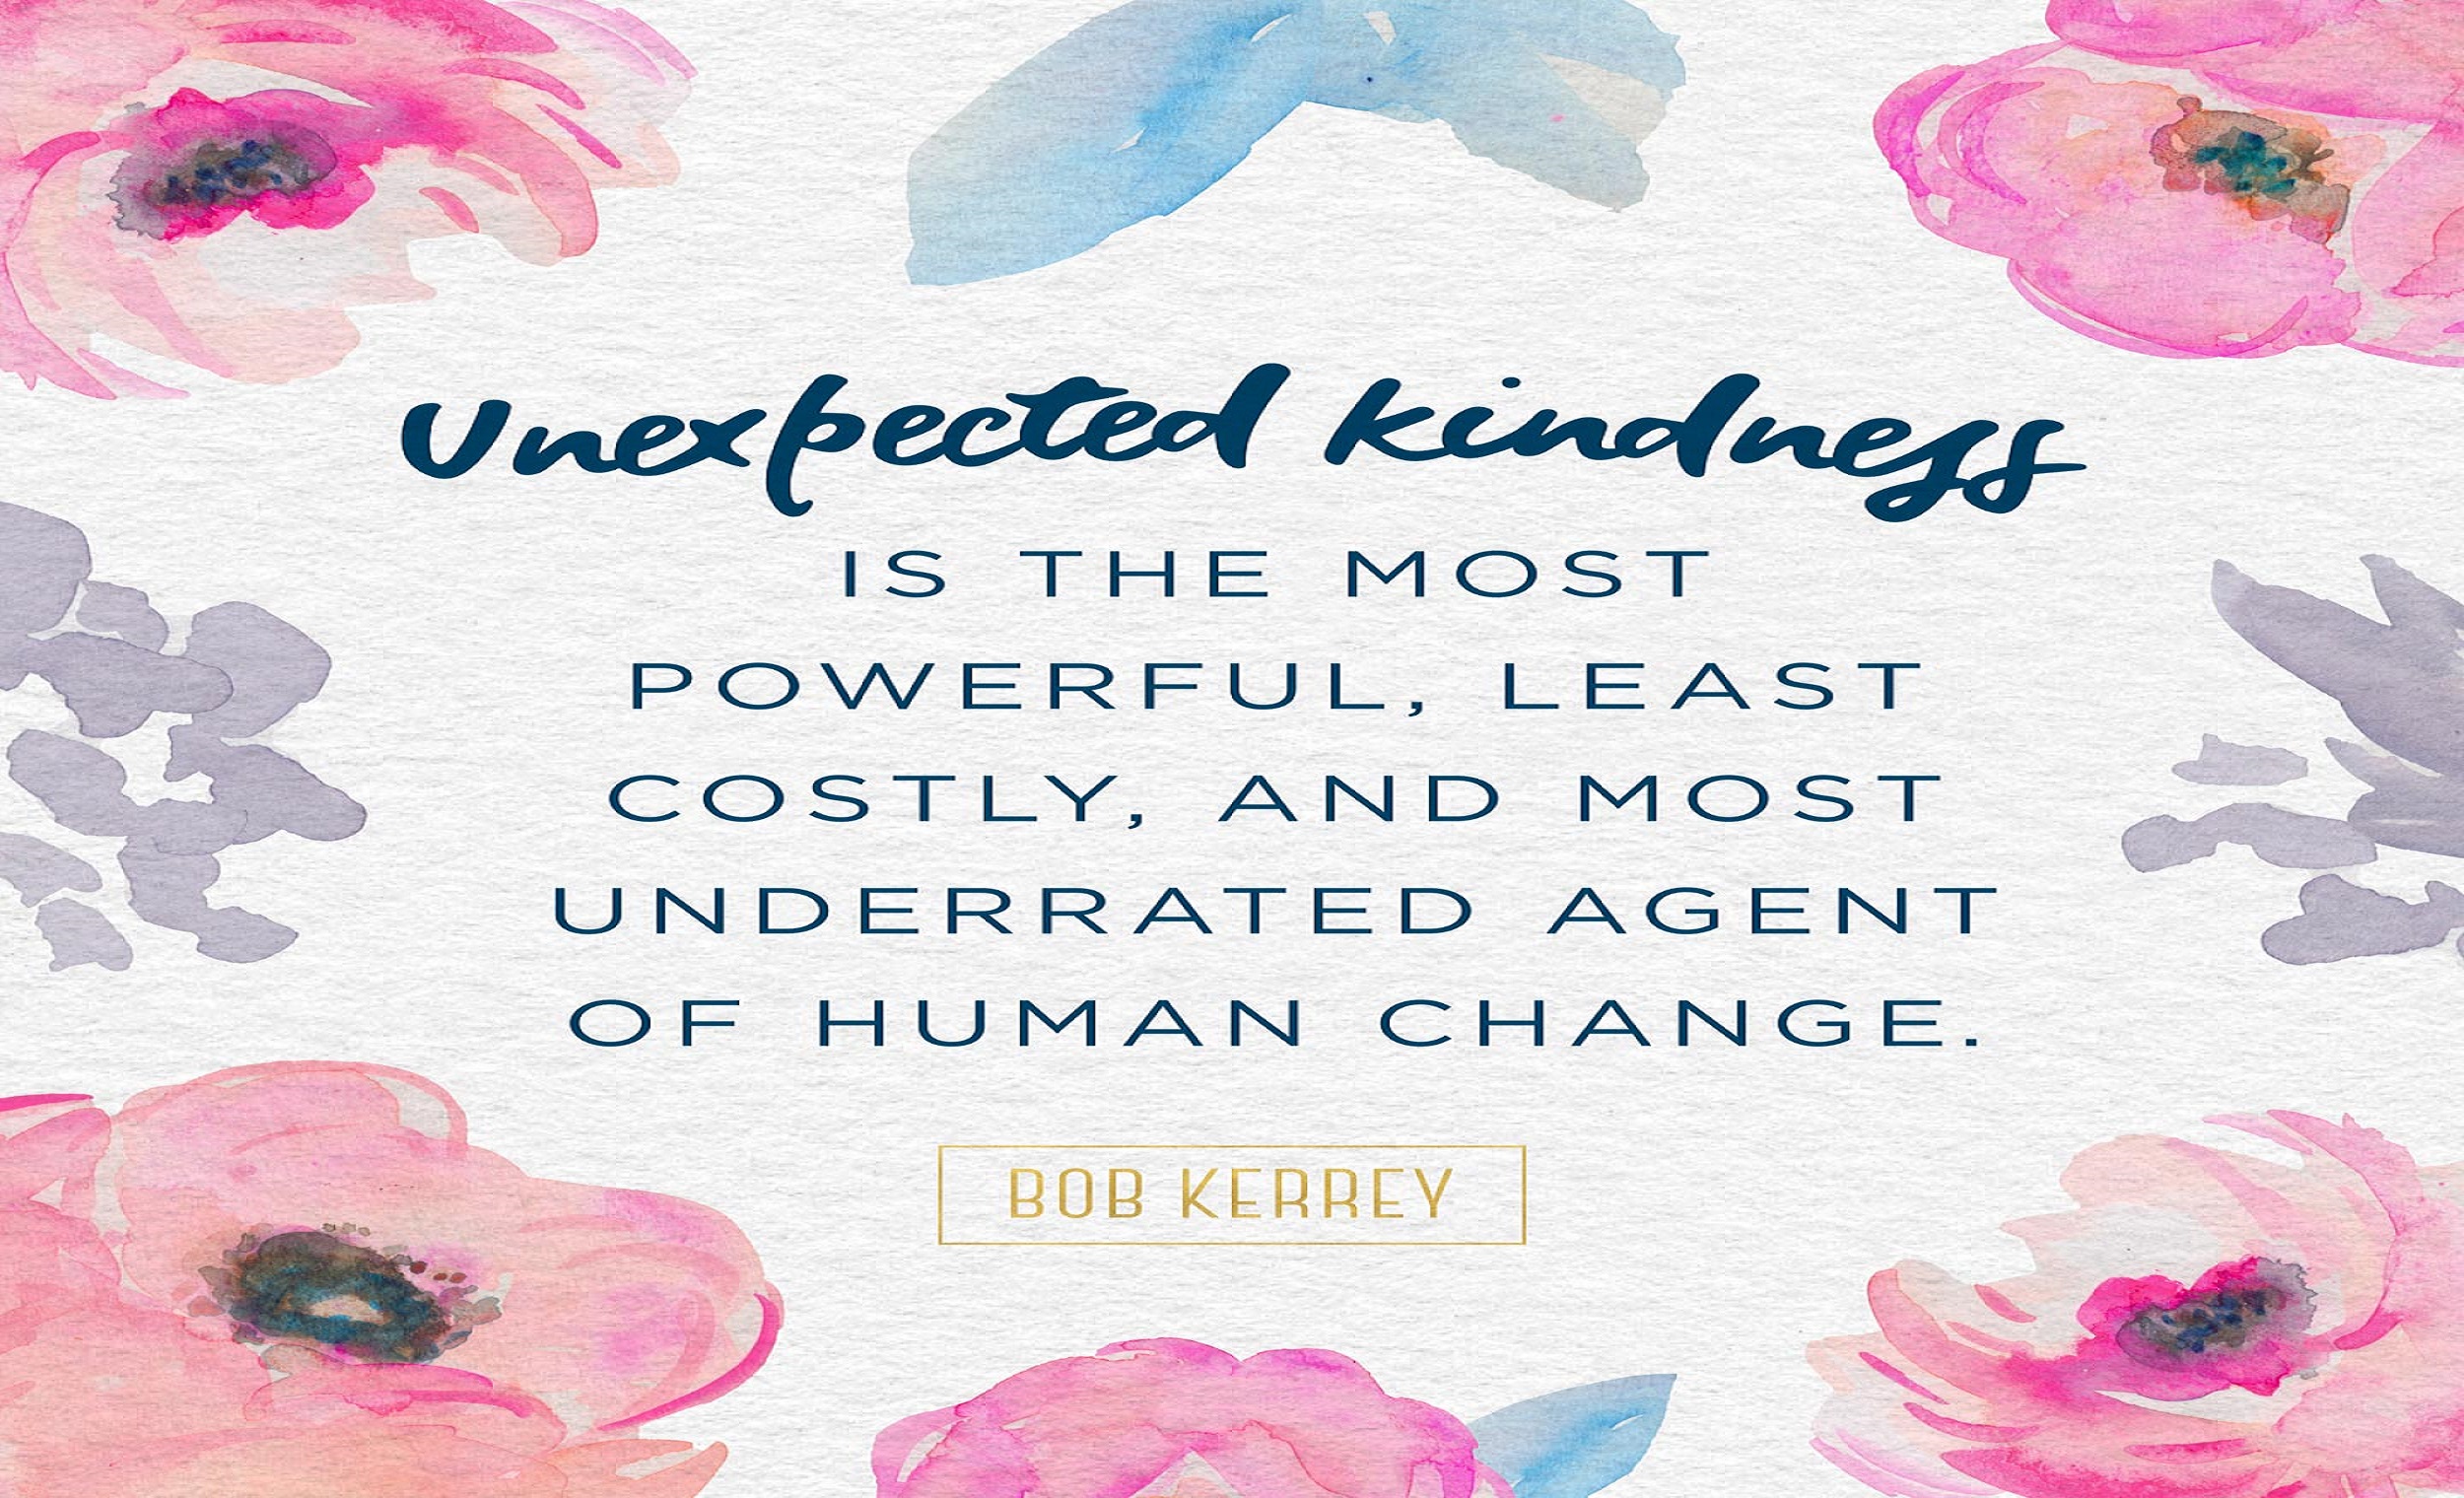 Unexpected kindness
IS THE MOST
POWERFUL, LEAST
COSTLY, AND MOST
UNDERRATED AGENT
OF HUMAN CHANGE.
BOB KERREY